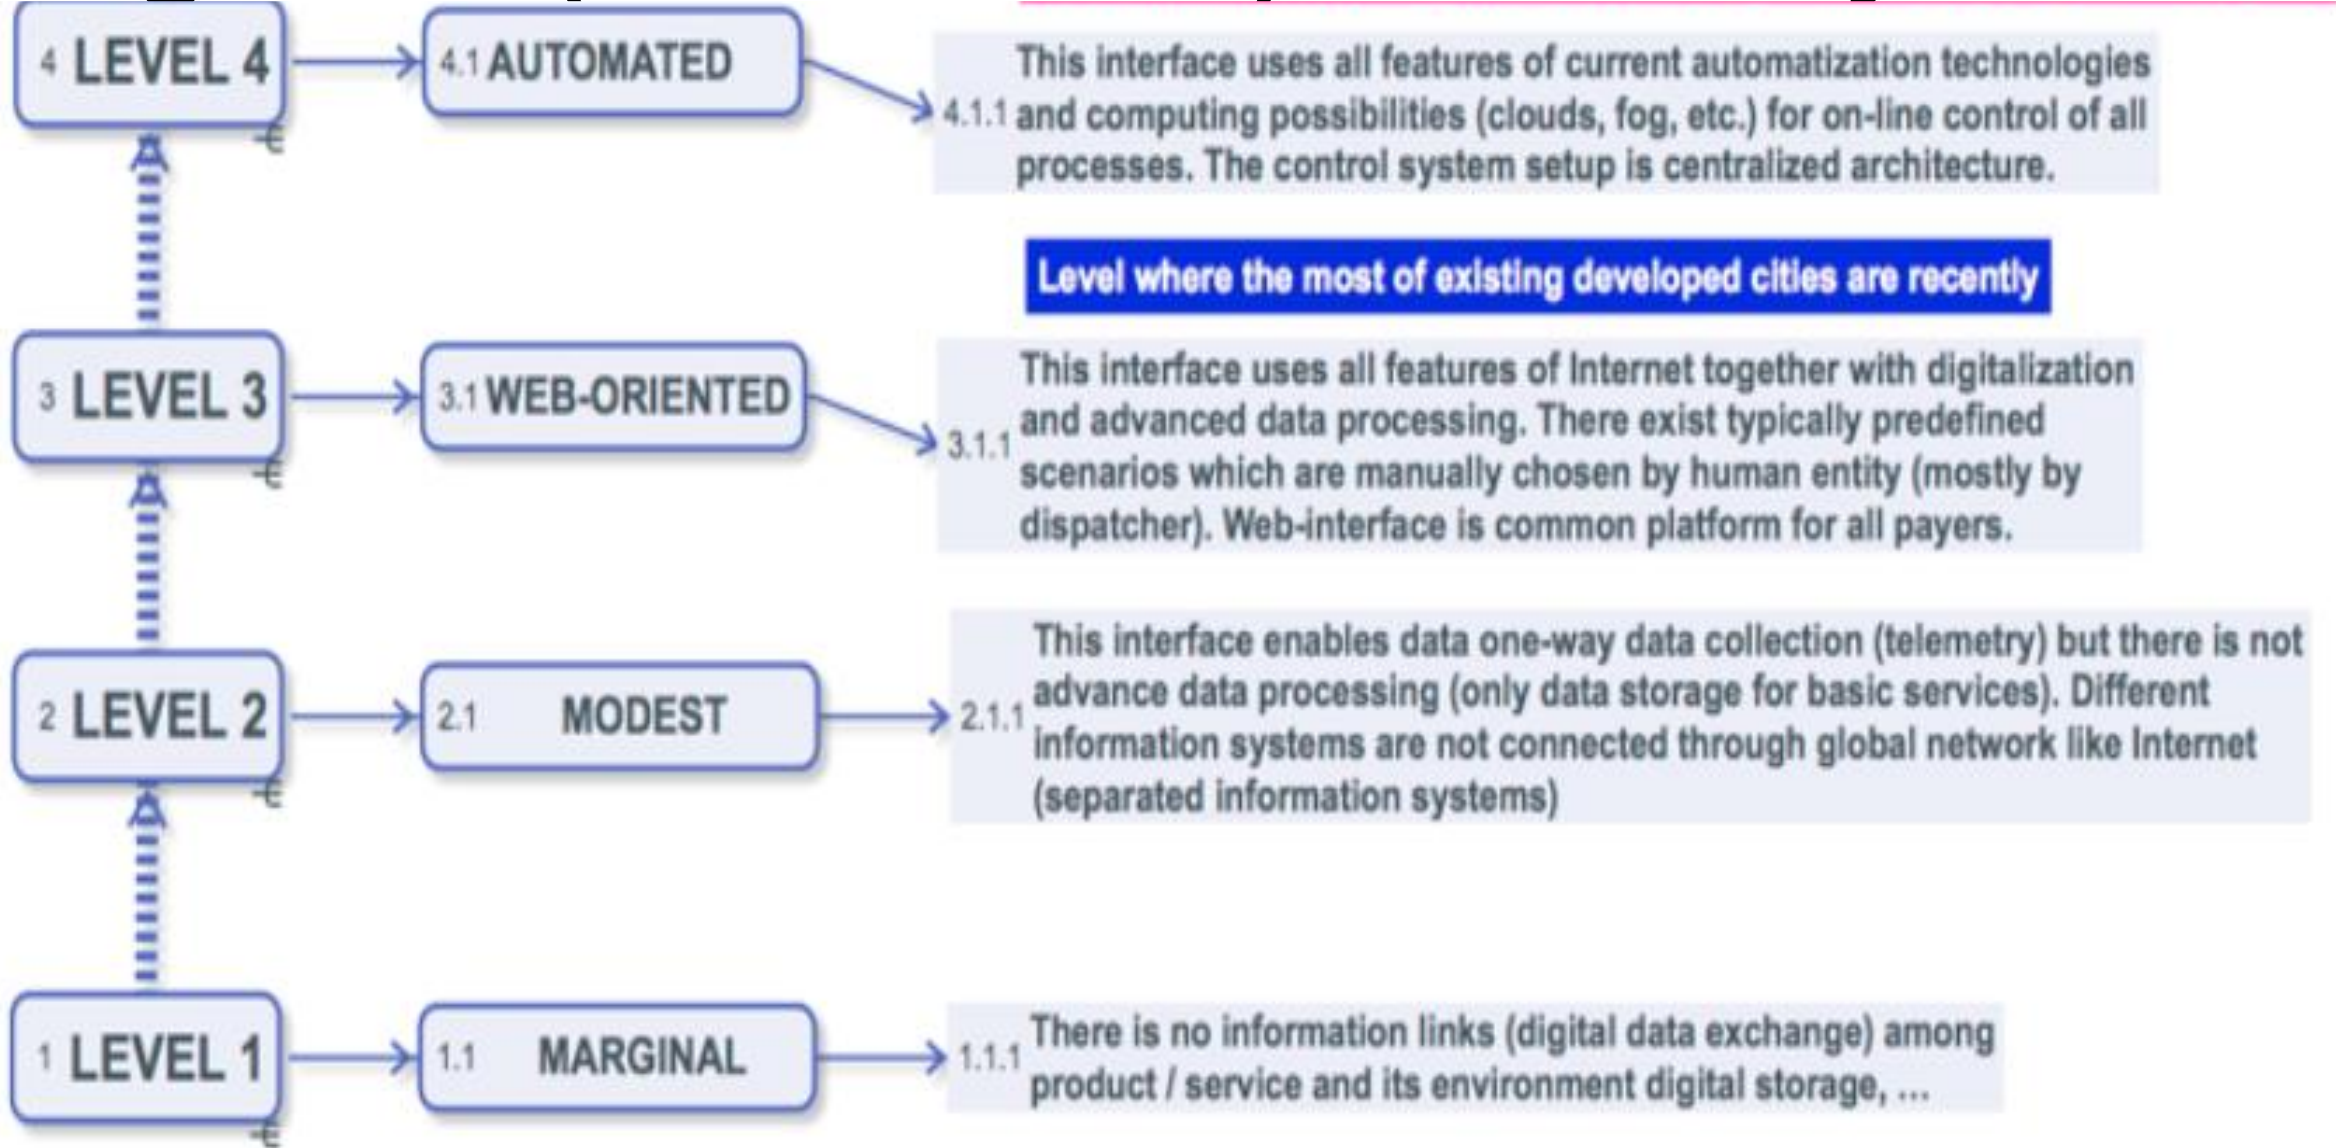 4 LEVEL 4
4.1 AUTOMATED
4.1.1
This interface uses all features of current automatization technologies
and computing possibilities (clouds, fog, etc.) for on-line control of all
processes. The control system setup is centralized architecture.
Level where the most of existing developed cities are recently
3 LEVEL 3
3.1 WEB-ORIENTED
3.1.1
This interface uses all features of Internet together with digitalization
and advanced data processing. There exist typically predefined
scenarios which are manually chosen by human entity (mostly by
dispatcher). Web-interface is common platform for all payers.
2 LEVEL 2
2.1 MODEST
2.1.1
This interface enables data one-way data collection (telemetry) but there is not
advance data processing (only data storage for basic services). Different
information systems are not connected through global network like Internet
(separated information systems)
1 LEVEL 1
1.1 MARGINAL
1.1.1
There is no information links (digital data exchange) among
product / service and its environment digital storage, ...